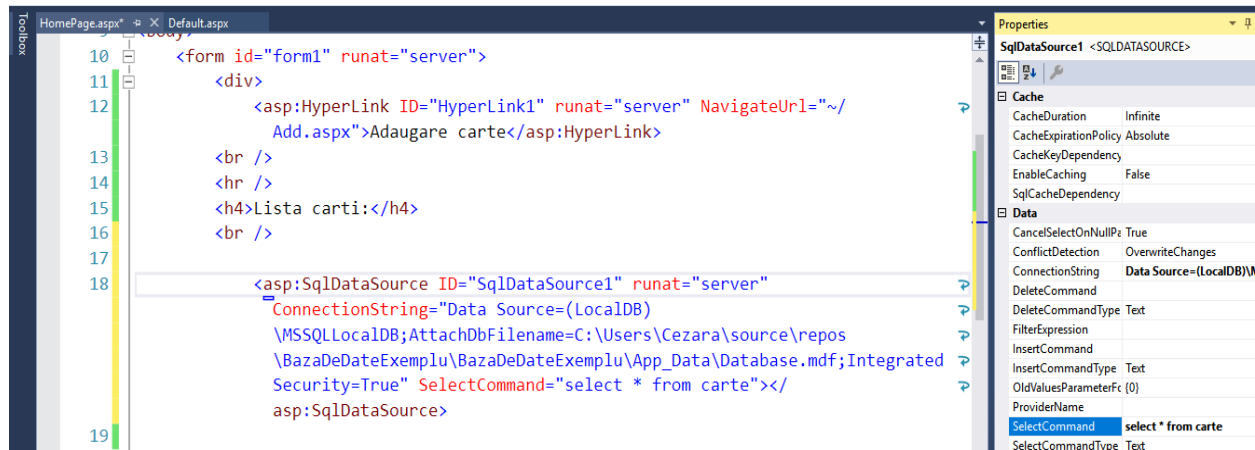 Toolbox
HomePage.aspx* Default.aspx
10 <form id="form1" runat="server">
11 <div>
12 <asp:HyperLink ID="HyperLink1" runat="server" NavigateUrl="~/
Add.aspx">Adaugare carte</asp:HyperLink>
13 <br />
14 <hr />
15 <h4>Lista carti:</h4>
16 <br />
17
18 <asp:SqlDataSource ID="SqlDataSource1" runat="server"
ConnectionString="Data Source=(LocalDB)
\MSSQLLocalDB;AttachDbFilename=C:\Users\Cezara\source\repos
\BazaDeDateExemplu\BazaDeDateExemplu\App_Data\Database.mdf;Integrated
Security=True" SelectCommand="select * from carte"></
asp:SqlDataSource>
19
Properties
SqlDataSource1 <SQLDATASOURCE>
Cache
CacheDuration Infinite
CacheExpirationPolicy Absolute
CacheKeyDependency
EnableCaching False
SqlCacheDependency
Data
CancelSelectOnNullPa True
ConflictDetection OverwriteChanges
ConnectionString Data Source=(LocalDB)\M
DeleteCommand
DeleteCommandType Text
FilterExpression
InsertCommand
InsertCommandType Text
OldValuesParameterFo {0}
ProviderName
SelectCommand select * from carte
SelectCommandType Text